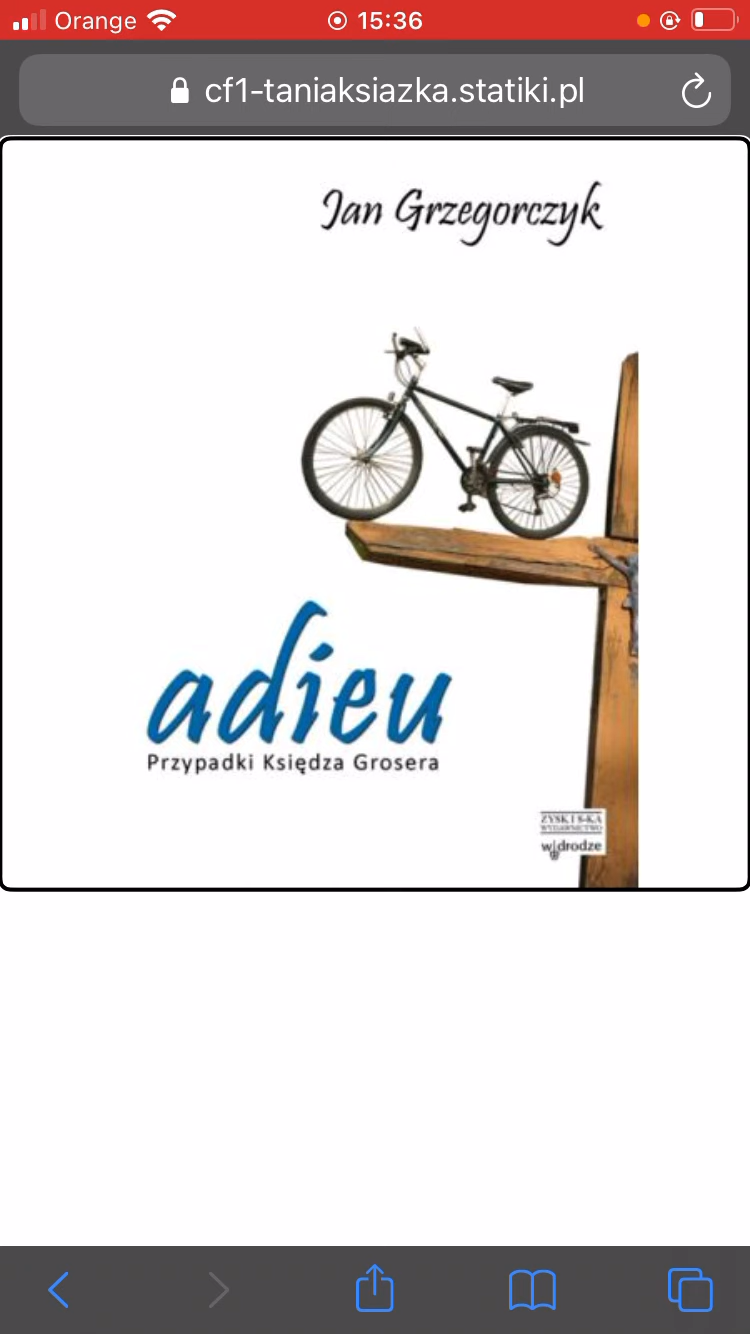 Orange 15:36
cf1-taniaksiazka.statiki.pl
Jan Grzegorczyk
adieu
Przypadki Księdza Grosera
ZYSK I S-KA
WYDAWNICTWO
w drodze